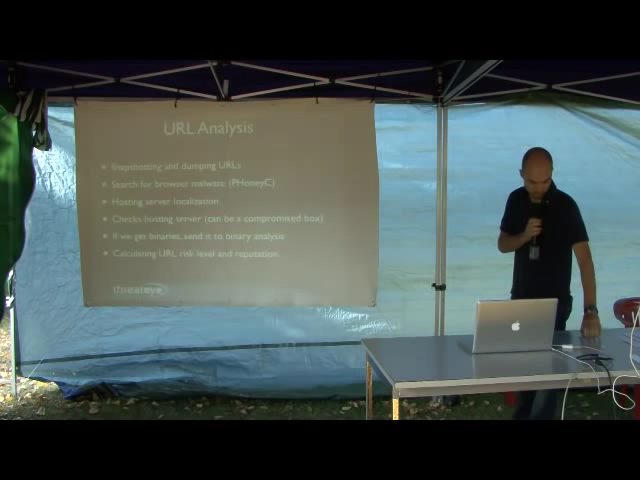 URL Analysis
• Snapshotting and dumping URLs
• Search for browser malware (PHoneyC)
• Hosting server localization
• Checks hosting server (can be a compromised box)
• If we get binaries, send it to binary analysis
• Calculating URL risk level and reputation
threateye